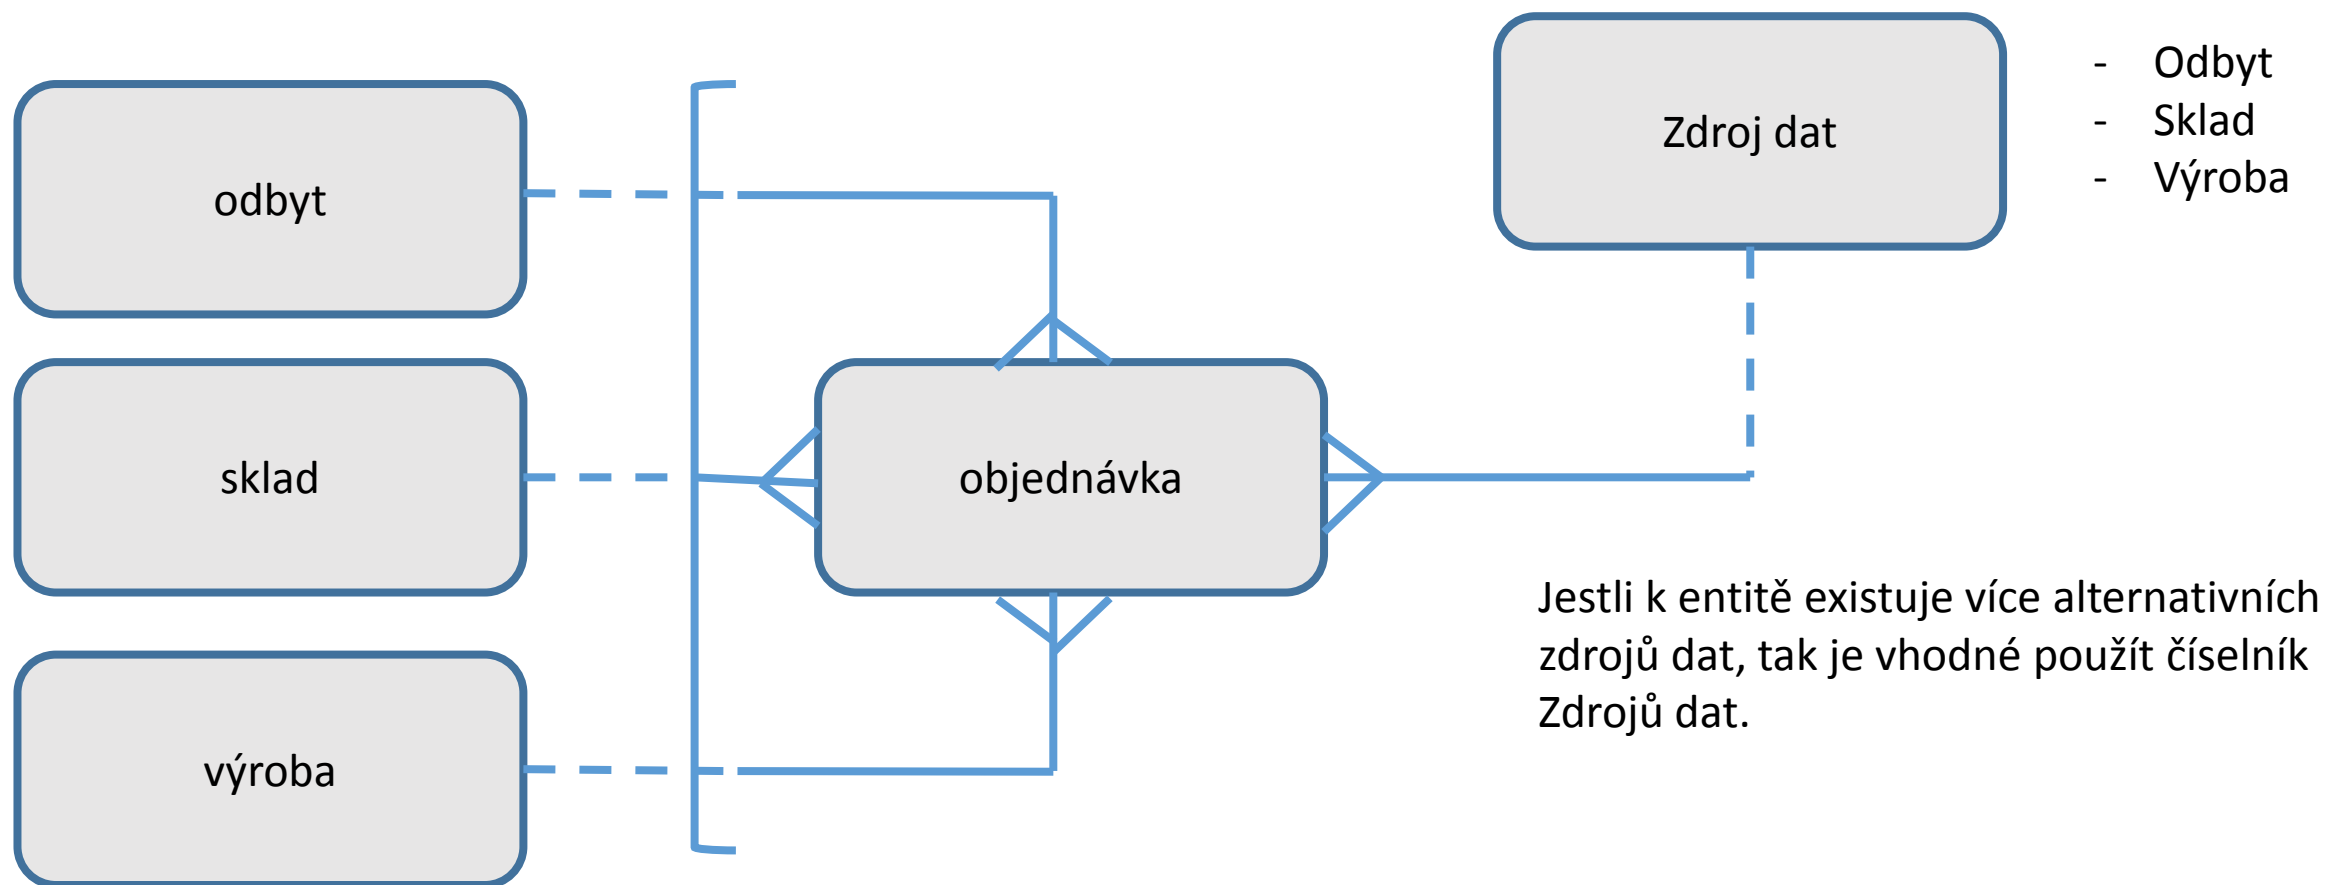 odbyt
sklad
výroba
objednávka
Zdroj dat
- Odbyt
- Sklad
- Výroba
Jestli k entitě existuje více alternativních
zdrojů dat, tak je vhodné použít číselník
Zdrojů dat.